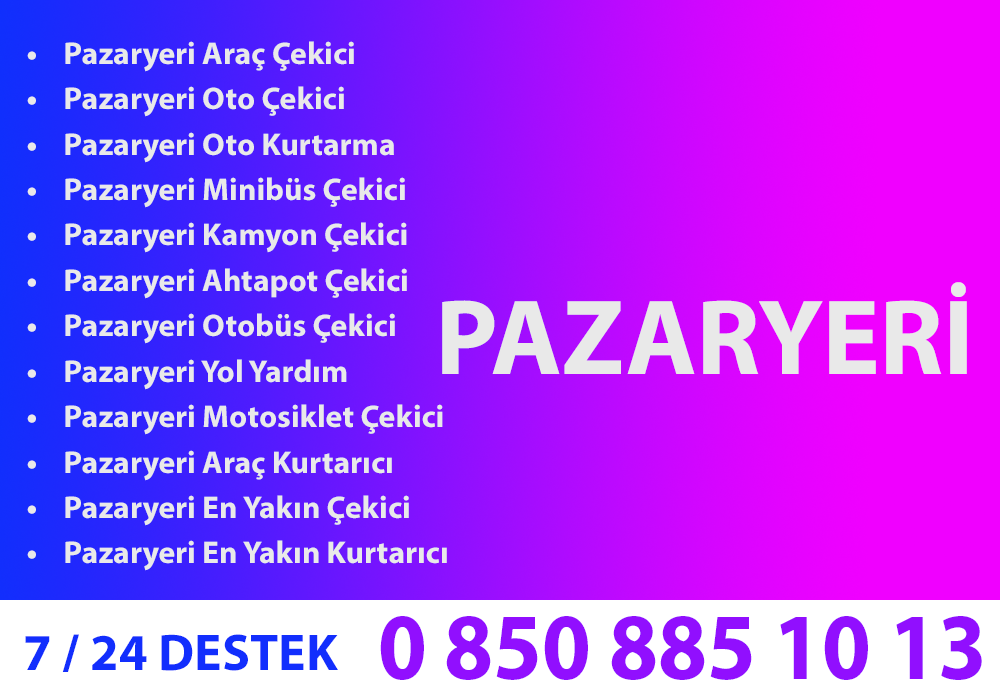 • Pazaryeri Araç Çekici
• Pazaryeri Oto Çekici
• Pazaryeri Oto Kurtarma
• Pazaryeri Minibüs Çekici
• Pazaryeri Kamyon Çekici
• Pazaryeri Ahtapot Çekici
• Pazaryeri Otobüs Çekici
• Pazaryeri Yol Yardım
• Pazaryeri Motosiklet Çekici
• Pazaryeri Araç Kurtarıcı
• Pazaryeri En Yakın Çekici
• Pazaryeri En Yakın Kurtarıcı
PAZARYERİ
7 / 24 DESTEK 0 850 885 10 13